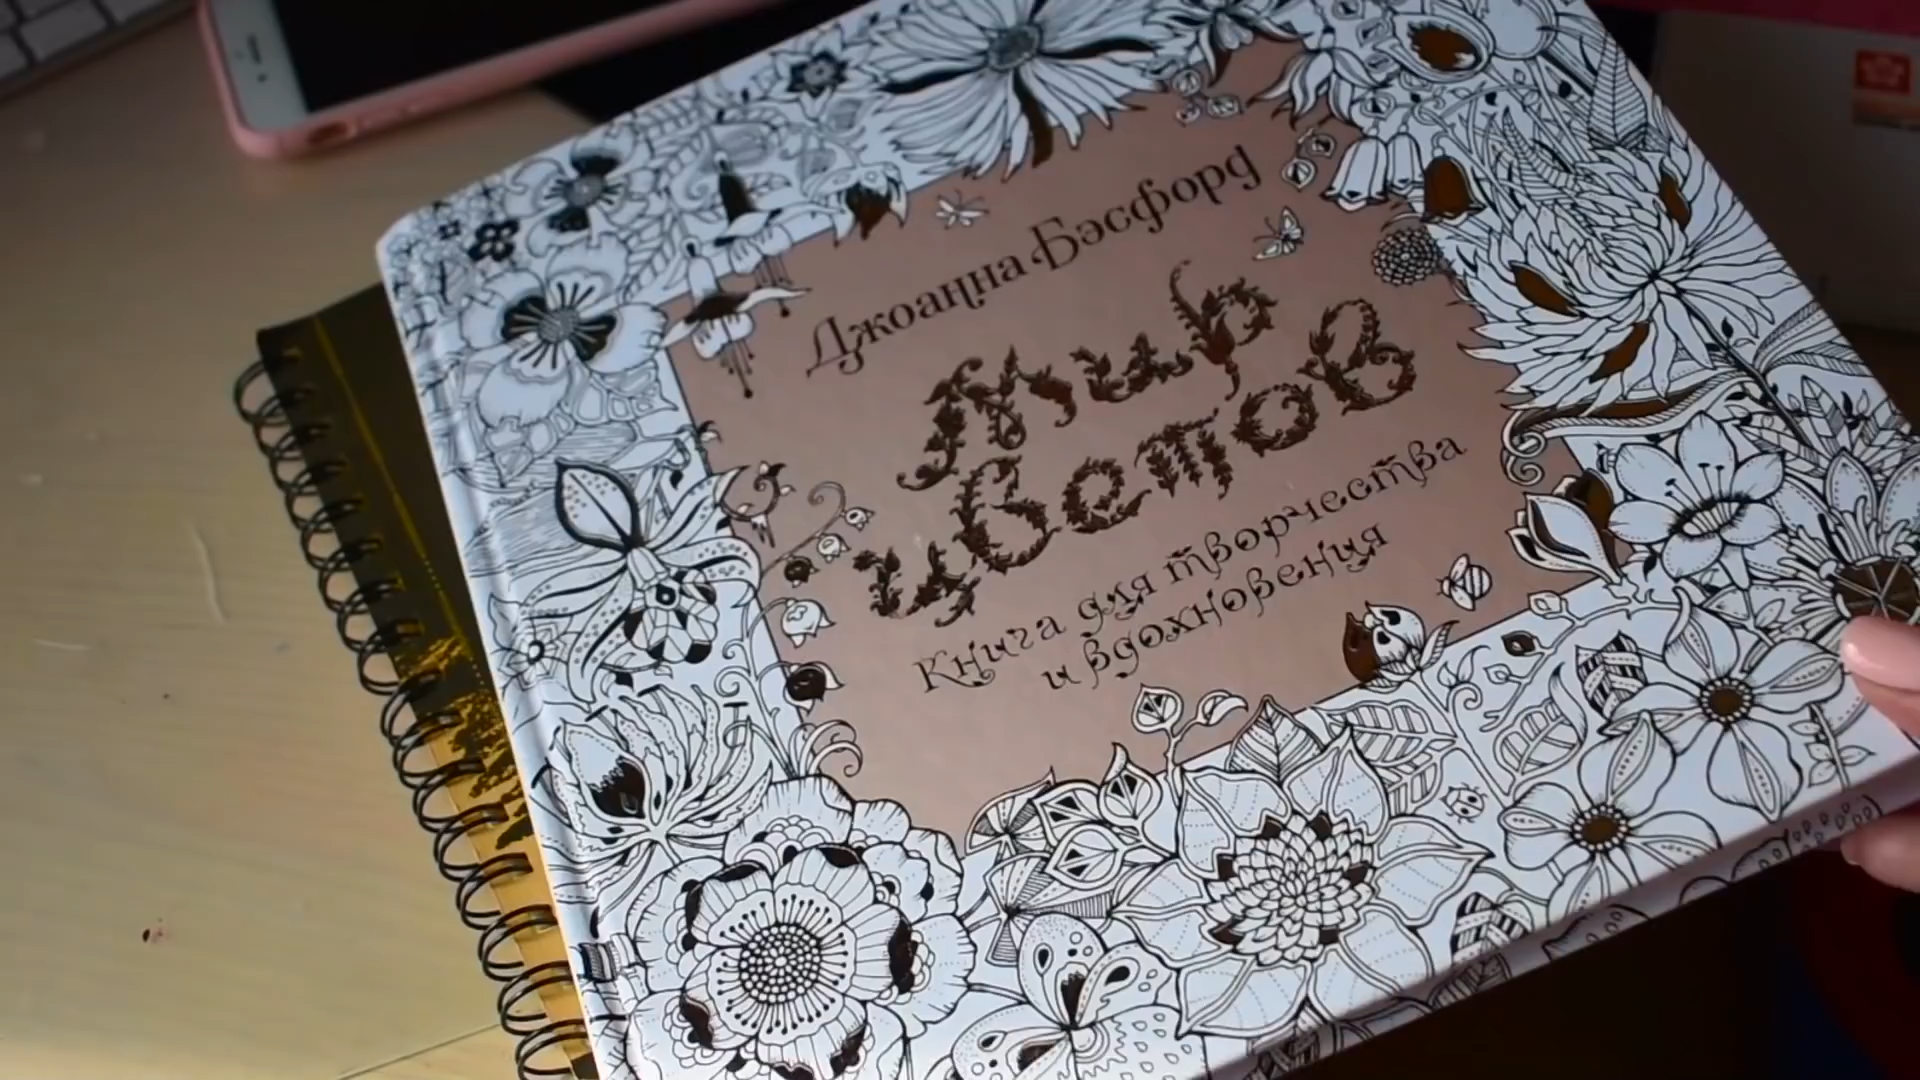 Джоанна Бэсфорд
Мир
цветов
Книга для творчества
и вдохновения